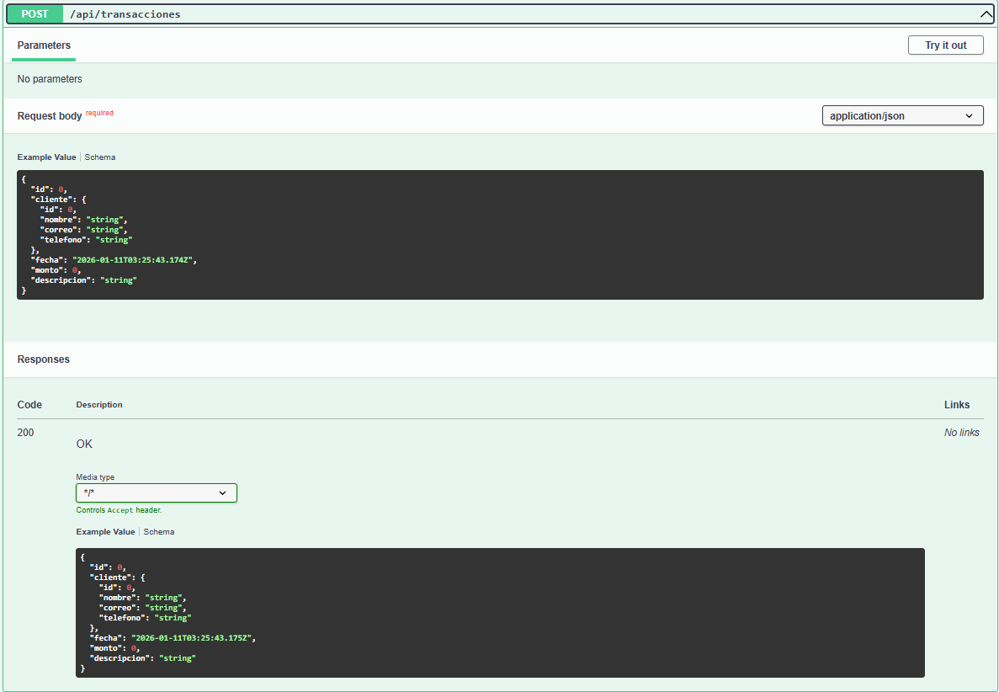 POST /api/transacciones
Parameters
Try it out
No parameters
Request body required
application/json
Example Value Schema
{
  "id": 0,
  "cliente": {
    "id": 0,
    "nombre": "string",
    "correo": "string",
    "telefono": "string"
  },
  "fecha": "2026-01-11T03:25:43.174Z",
  "monto": 0,
  "descripcion": "string"
}
Responses
Code Description Links
200 OK No links
Media type
*/*
Controls Accept header.
Example Value Schema
{
  "id": 0,
  "cliente": {
    "id": 0,
    "nombre": "string",
    "correo": "string",
    "telefono": "string"
  },
  "fecha": "2026-01-11T03:25:43.175Z",
  "monto": 0,
  "descripcion": "string"
}